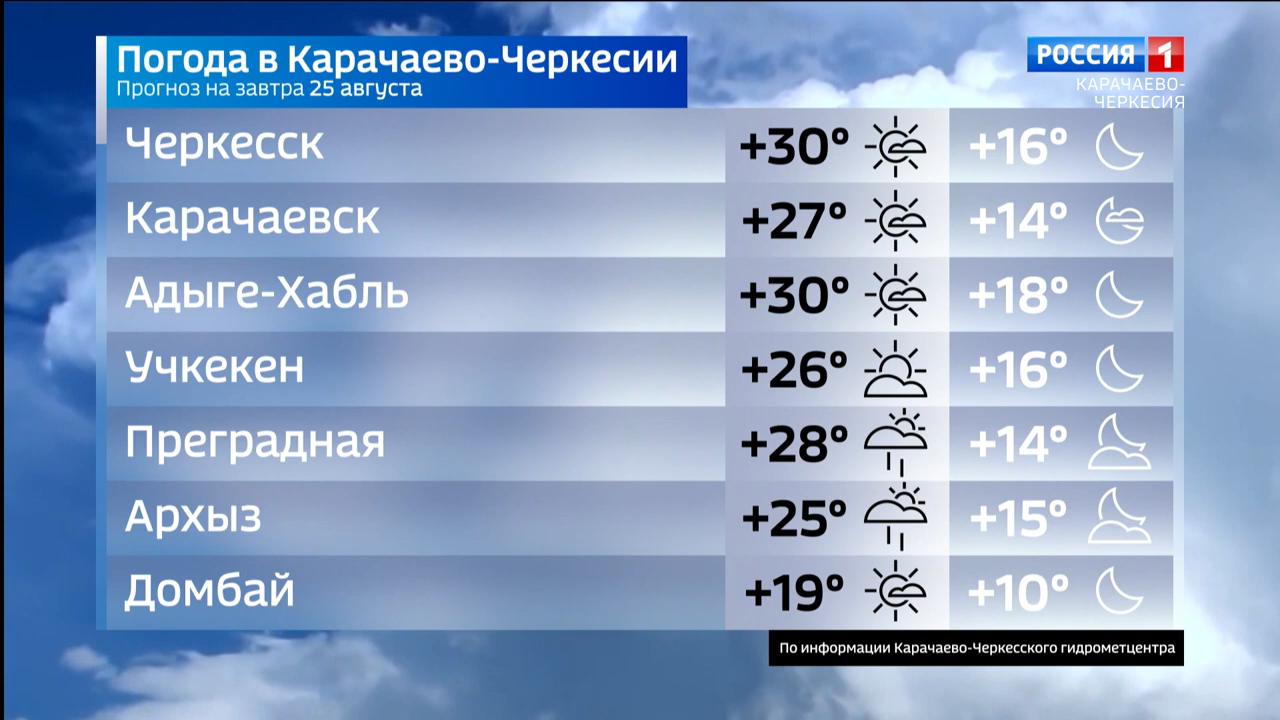 Погода в Карачаево-Черкесии
Прогноз на завтра 25 августа
РОССИЯ 1
КАРАЧАЕВО-
ЧЕРКЕСИЯ
Черкесск +30° +16°
Карачаевск +27° +14°
Адыге-Хабль +30° +18°
Учкекен +26° +16°
Преградная +28° +14°
Архыз +25° +15°
Домбай +19° +10°
По информации Карачаево-Черкесского гидрометцентра